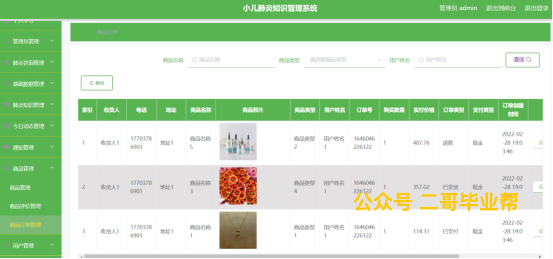 小儿肺炎知识管理系统
管理员 admin 退出到前台 退出登录
管理员管理
肺炎咨询管理
基础数据管理
肺炎知识管理
今日动态管理
通知管理
商品管理
商品管理
商品评价管理
商品订单管理
用户管理
商品名称 商品名称 商品类型 请选择商品类型 用户姓名 用户姓名 查询
删除
索引 收货人 电话 地址 商品名称 商品照片 商品类型 用户姓名 订单号 购买数量 实付价格 订单类型 支付类型 订单创建时间
1 收货人1 17703786901 地址1 商品名称5 商品类型2 用户姓名1 1646046226122 1 487.76 退款 现金 2022-02-28 19:03:46
2 收货人1 17703786901 地址1 商品名称3 商品类型4 用户姓名1 1646046226122 1 357.02 已发货 现金 2022-02-28 19:03:46
3 收货人1 17703786901 地址1 商品名称1 用户姓名1 1646046226122 1 114.31 已支付 现金 2022-02-28 19:0
公众号 二哥毕业帮